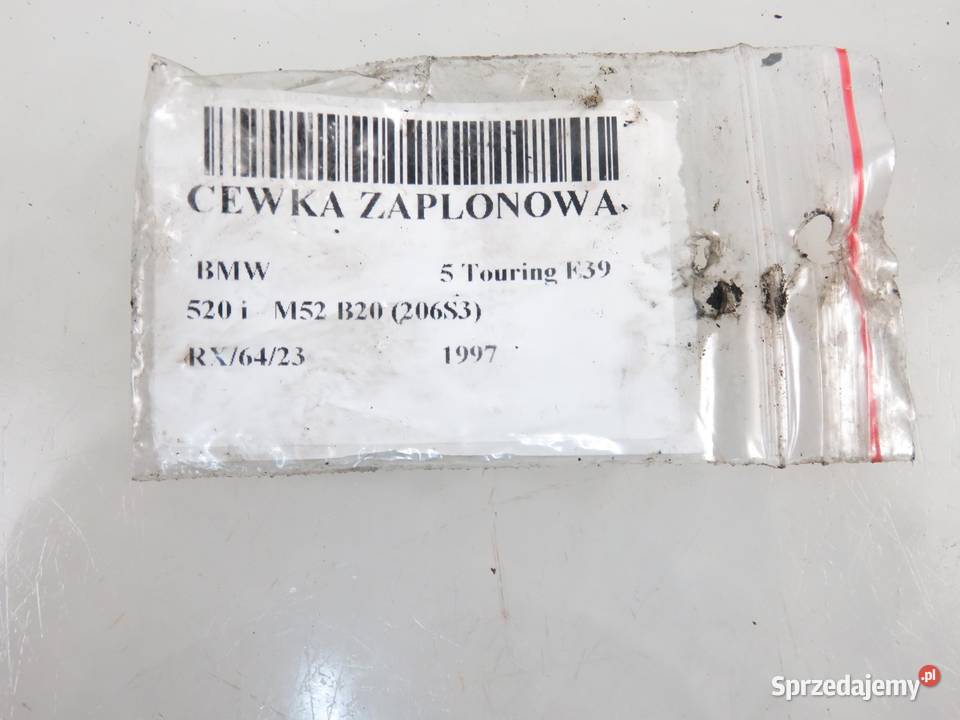 CEWKA ZAPLONOWA
BMW 5 Touring E39
520 i M52 B20 (206S3)
RX/64/23 1997
Sprzedajemy.pl